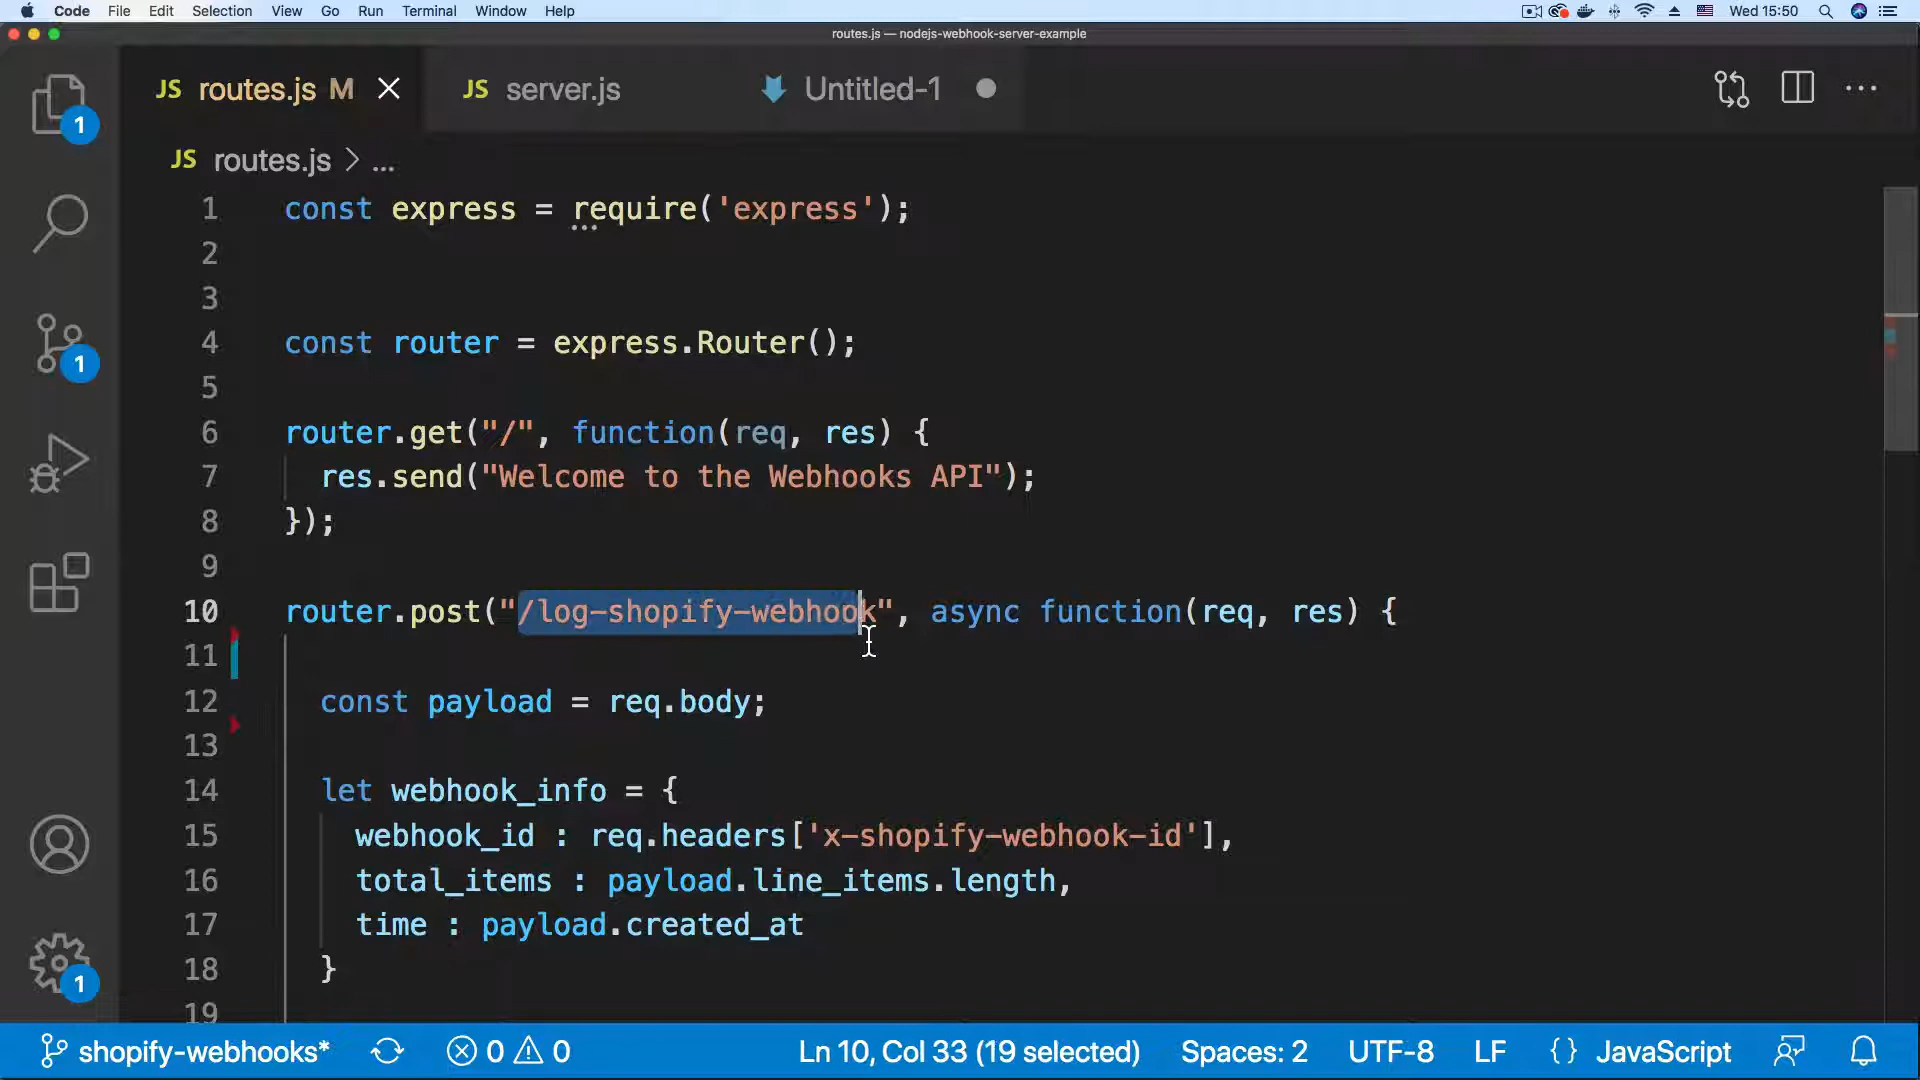 Code File Edit Selection View Go Run Terminal Window Help Wed 15:50
routes.js — nodejs-webhook-server-example
JS routes.js M JS server.js Untitled-1
JS routes.js > ...
1 const express = require('express');
2
3
4 const router = express.Router();
5
6 router.get("/", function(req, res) {
7 res.send("Welcome to the Webhooks API");
8 });
9
10 router.post("/log-shopify-webhook", async function(req, res) {
11
12 const payload = req.body;
13
14 let webhook_info = {
15 webhook_id : req.headers['x-shopify-webhook-id'],
16 total_items : payload.line_items.length,
17 time : payload.created_at
18 }
19
1
1
1
shopify-webhooks* 0 0 Ln 10, Col 33 (19 selected) Spaces: 2 UTF-8 LF {} JavaScript